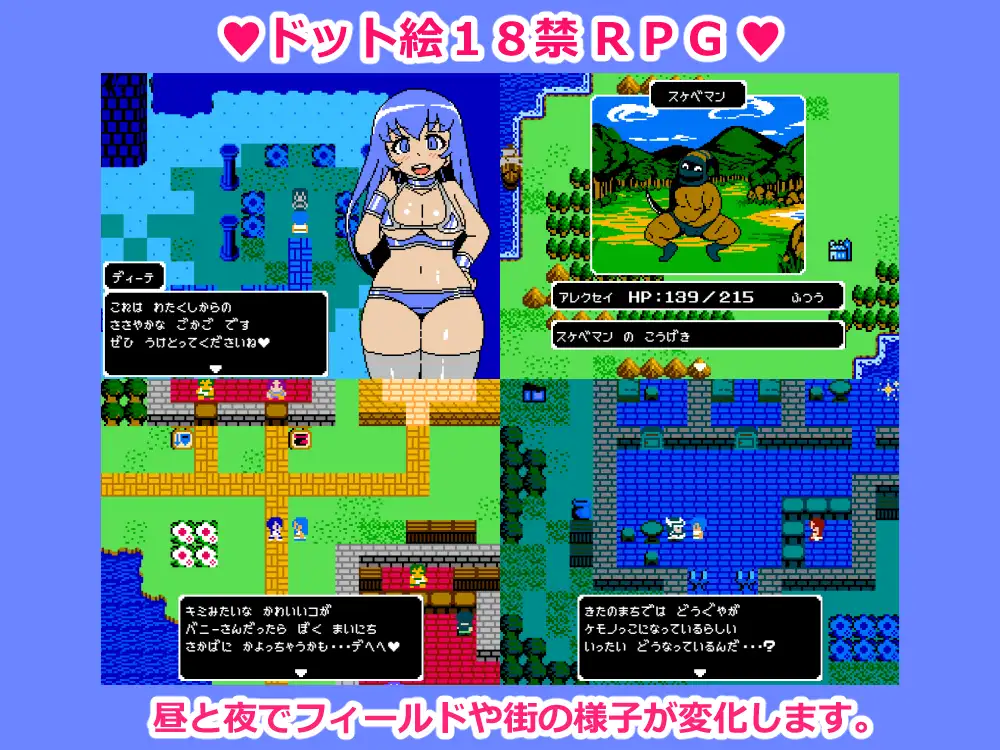 ♥ドット絵１８禁ＲＰＧ♥
ディーテ
これは わたくしからの
ささやかな ごかご です
ぜひ うけとってくださいね♥
スケベマン
アレクセイ HP:139/215 ふつう
スケベマン の こうげき
キミみたいな かわいいコが
バニーさんだったら ぼく まいにち
さかばに かよっちゃうかも・・・デヘヘ♥
きたのまちでは どうぐやが
ケモノっこになっているらしい
いったい どうなっているんだ・・・?
昼と夜でフィールドや街の様子が変化します。